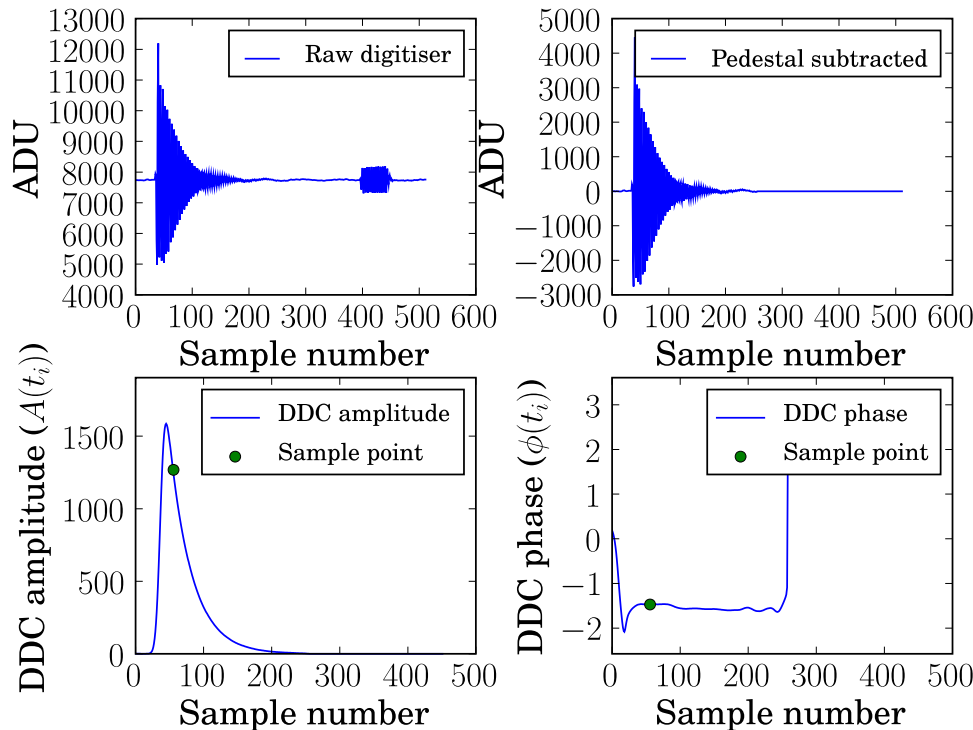 13000
12000
11000
10000
9000
8000
7000
6000
5000
4000
ADU
Raw digitiser
0 100 200 300 400 500 600
Sample number
5000
4000
3000
2000
1000
0
−1000
−2000
−3000
ADU
Pedestal subtracted
0 100 200 300 400 500 600
Sample number
DDC amplitude (A(t_i))
1500
1000
500
0
DDC amplitude
Sample point
0 100 200 300 400 500
Sample number
DDC phase (ϕ(t_i))
3
2
1
0
−1
−2
DDC phase
Sample point
0 100 200 300 400 500
Sample number